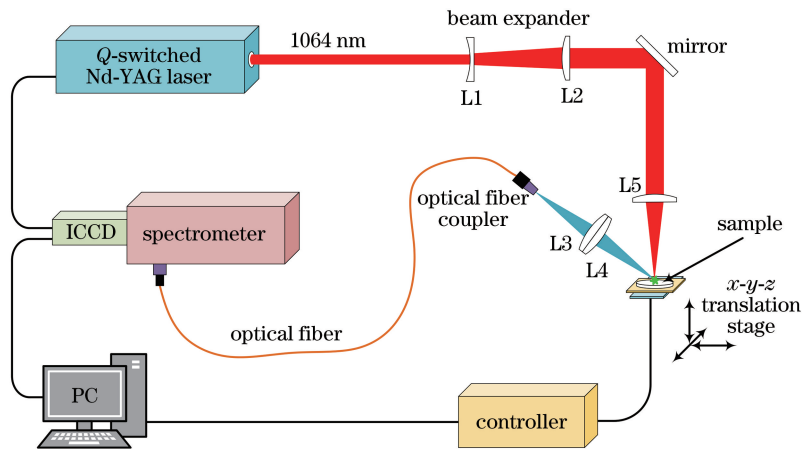 beam expander
Q-switched
Nd-YAG laser
1064 nm
mirror
L1
L2
L5
optical fiber
coupler
sample
ICCD
spectrometer
L3
L4
x-y-z
translation
stage
optical fiber
PC
controller